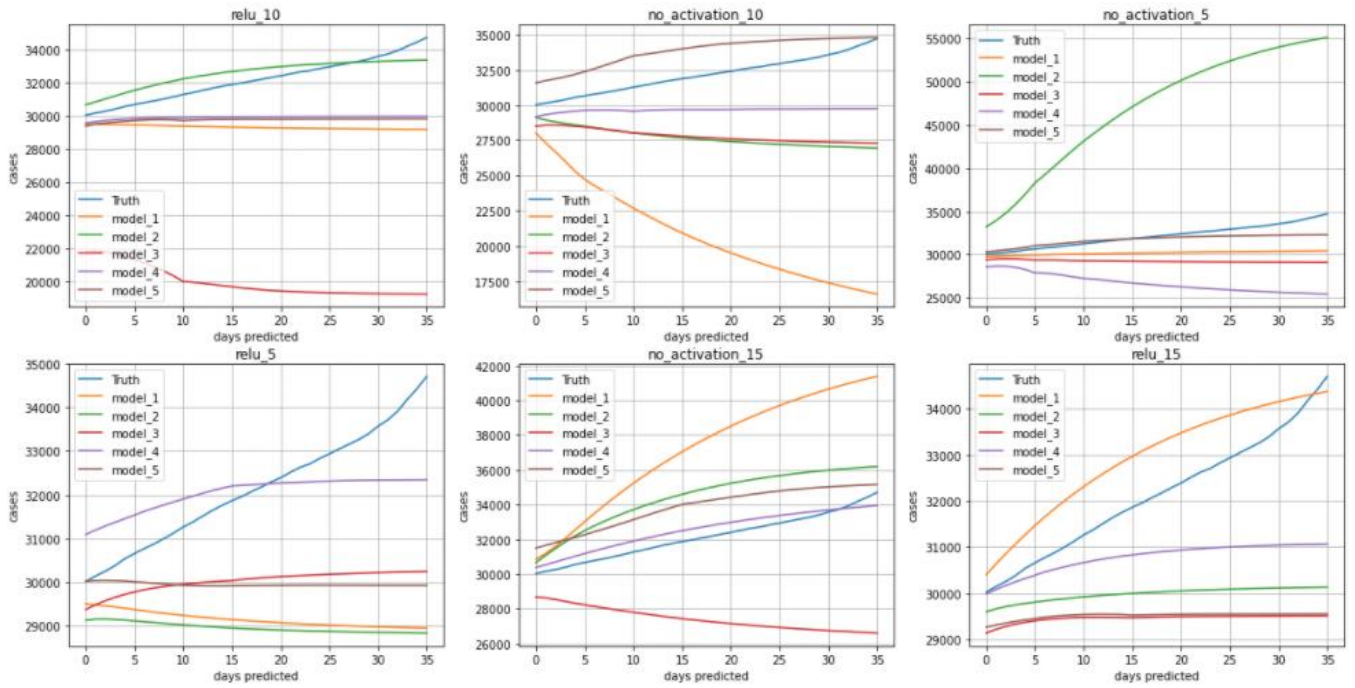 relu_10
34000
32000
30000
28000
26000
24000
22000
20000
cases
Truth
model_1
model_2
model_3
model_4
model_5
0 5 10 15 20 25 30 35
days predicted
no_activation_10
35000
32500
30000
27500
25000
22500
20000
17500
cases
Truth
model_1
model_2
model_3
model_4
model_5
0 5 10 15 20 25 30 35
days predicted
no_activation_5
55000
50000
45000
40000
35000
30000
25000
cases
Truth
model_1
model_2
model_3
model_4
model_5
0 5 10 15 20 25 30 35
days predicted
relu_5
35000
34000
33000
32000
31000
30000
29000
cases
Truth
model_1
model_2
model_3
model_4
model_5
0 5 10 15 20 25 30 35
days predicted
no_activation_15
42000
40000
38000
36000
34000
32000
30000
28000
26000
cases
Truth
model_1
model_2
model_3
model_4
model_5
0 5 10 15 20 25 30 35
days predicted
relu_15
34000
33000
32000
31000
30000
29000
cases
Truth
model_1
model_2
model_3
model_4
model_5
0 5 10 15 20 25 30 35
days predicted